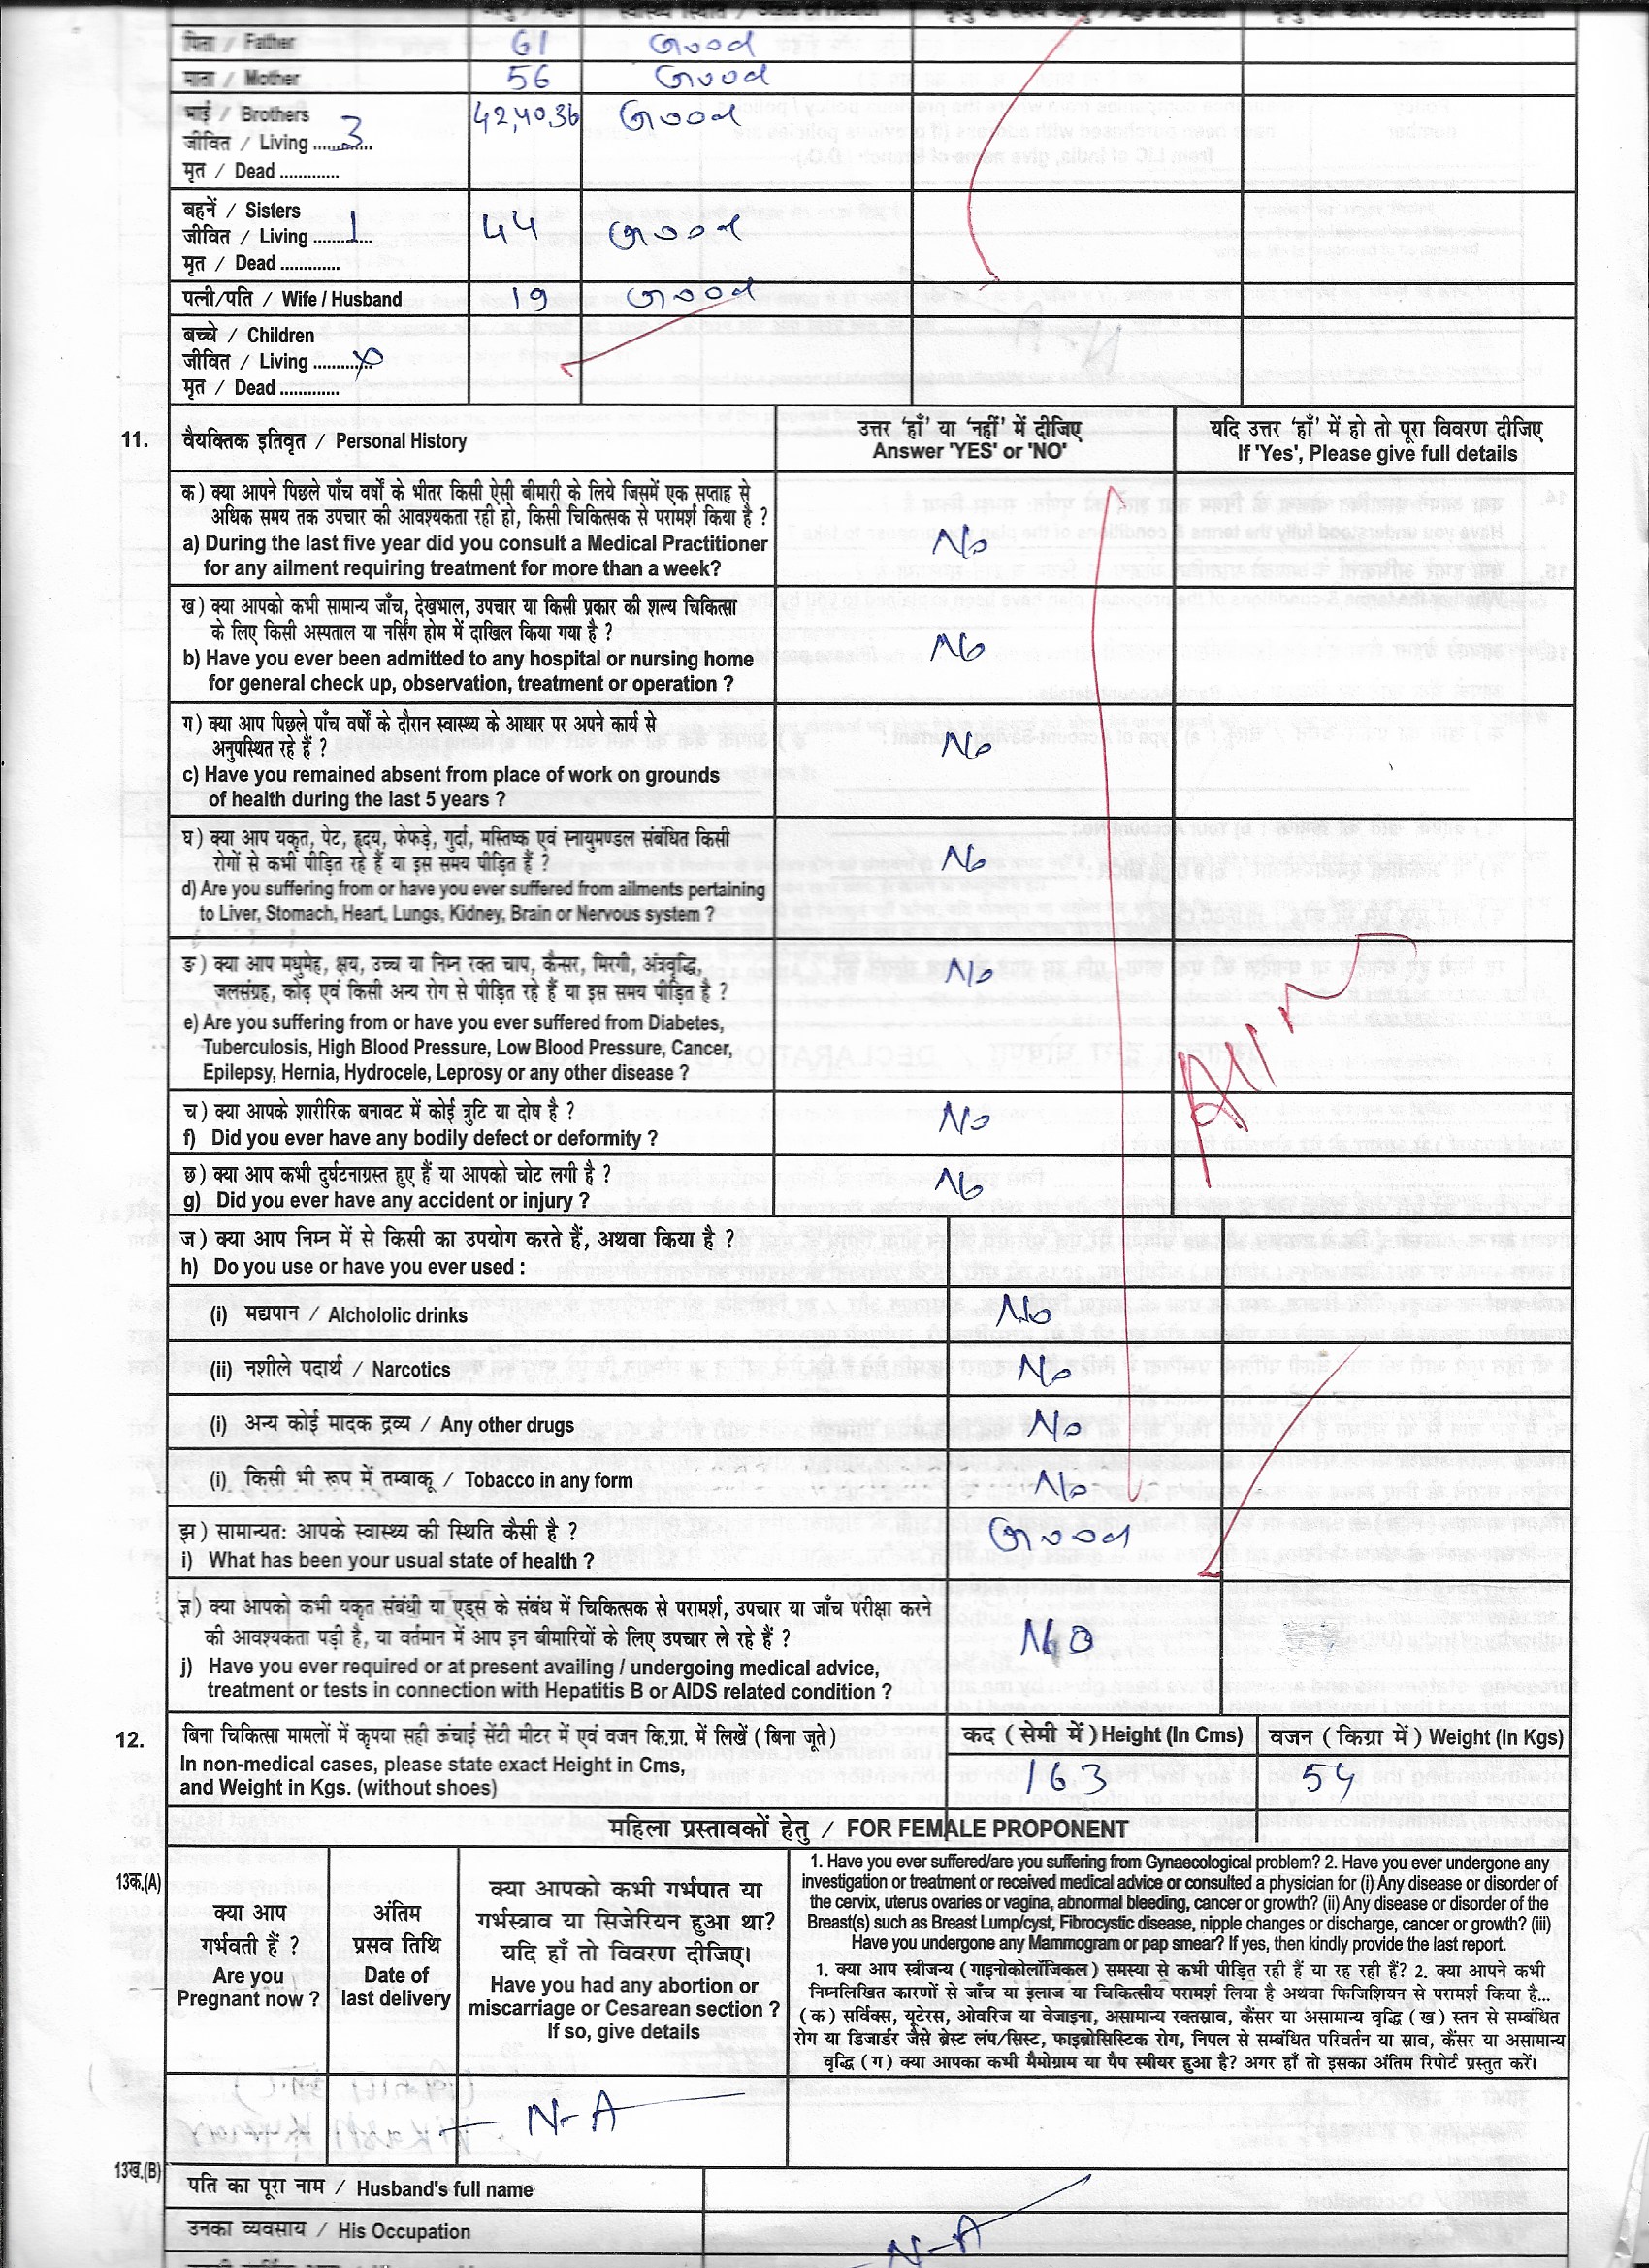 पिता / Father 61 Good
माता / Mother 56 Good
भाई / Brothers 42,40,36 Good
जीवित / Living ............ 3
मृत / Dead .............
बहनें / Sisters
जीवित / Living ............ 1 44 Good
मृत / Dead .............
पत्नी/पति / Wife / Husband 19 Good
बच्चे / Children
जीवित / Living ............ X
मृत / Dead .............
11. वैयक्तिक इतिवृत / Personal History
उत्तर ‘हाँ’ या ‘नहीं’ में दीजिए
Answer 'YES' or 'NO'
यदि उत्तर ‘हाँ’ में हो तो पूरा विवरण दीजिए
If 'Yes', Please give full details
क) क्या आपने पिछले पाँच वर्षों के भीतर किसी ऐसी बीमारी के लिये जिसमें एक सप्ताह से
अधिक समय तक उपचार की आवश्यकता रही हो, किसी चिकित्सक से परामर्श किया है ?
a) During the last five year did you consult a Medical Practitioner
for any ailment requiring treatment for more than a week?
No
ख) क्या आपको कभी सामान्य जाँच, देखभाल, उपचार या किसी प्रकार की शल्य चिकित्सा
के लिए किसी अस्पताल या नर्सिंग होम में दाखिल किया गया है ?
b) Have you ever been admitted to any hospital or nursing home
for general check up, observation, treatment or operation ?
No
ग) क्या आप पिछले पाँच वर्षों के दौरान स्वास्थ्य के आधार पर अपने कार्य से
अनुपस्थित रहे हैं ?
c) Have you remained absent from place of work on grounds
of health during the last 5 years ?
No
घ) क्या आप यकृत, पेट, हृदय, फेफड़े, गुर्दा, मस्तिष्क एवं स्नायुमण्डल संबंधित किसी
रोगों से कभी पीड़ित रहे हैं या इस समय पीड़ित हैं ?
d) Are you suffering from or have you ever suffered from ailments pertaining
to Liver, Stomach, Heart, Lungs, Kidney, Brain or Nervous system ?
No
ङ) क्या आप मधुमेह, क्षय, उच्च या निम्न रक्त चाप, कैन्सर, मिरगी, अंत्रवृद्धि,
जलसंग्रह, कोढ़ एवं किसी अन्य रोग से पीड़ित रहे हैं या इस समय पीड़ित है ?
e) Are you suffering from or have you ever suffered from Diabetes,
Tuberculosis, High Blood Pressure, Low Blood Pressure, Cancer,
Epilepsy, Hernia, Hydrocele, Leprosy or any other disease ?
No
च) क्या आपके शारीरिक बनावट में कोई त्रुटि या दोष है ?
f) Did you ever have any bodily defect or deformity ?
No
छ) क्या आप कभी दुर्घटनाग्रस्त हुए हैं या आपको चोट लगी है ?
g) Did you ever have any accident or injury ?
No
ज) क्या आप निम्न में से किसी का उपयोग करते हैं, अथवा किया है ?
h) Do you use or have you ever used :
(i) मद्यपान / Alchololic drinks No
(ii) नशीले पदार्थ / Narcotics No
(i) अन्य कोई मादक द्रव्य / Any other drugs No
(i) किसी भी रूप में तम्बाकू / Tobacco in any form No
झ) सामान्यतः आपके स्वास्थ्य की स्थिति कैसी है ?
i) What has been your usual state of health ?
Good
ञ) क्या आपको कभी यकृत संबंधी या एड्स के संबंध में चिकित्सक से परामर्श, उपचार या जाँच परीक्षा करने
की आवश्यकता पड़ी है, या वर्तमान में आप इन बीमारियों के लिए उपचार ले रहे हैं ?
j) Have you ever required or at present availing / undergoing medical advice,
treatment or tests in connection with Hepatitis B or AIDS related condition ?
No
12. बिना चिकित्सा मामलों में कृपया सही ऊंचाई सेंटी मीटर में एवं वजन कि.ग्रा. में लिखें (बिना जूते)
In non-medical cases, please state exact Height in Cms,
and Weight in Kgs. (without shoes)
कद (सेमी में) Height (In Cms) वजन (किग्रा में) Weight (In Kgs)
163 54
महिला प्रस्तावकों हेतु / FOR FEMALE PROPONENT
13क.(A)
क्या आप
गर्भवती हैं ?
Are you
Pregnant now ?
अंतिम
प्रसव तिथि
Date of
last delivery
क्या आपको कभी गर्भपात या
गर्भस्त्राव या सिजेरियन हुआ था?
यदि हाँ तो विवरण दीजिए।
Have you had any abortion or
miscarriage or Cesarean section ?
If so, give details
1. Have you ever suffered/are you suffering from Gynaecological problem? 2. Have you ever undergone any
investigation or treatment or received medical advice or consulted a physician for (i) Any disease or disorder of
the cervix, uterus ovaries or vagina, abnormal bleeding, cancer or growth? (ii) Any disease or disorder of the
Breast(s) such as Breast Lump/cyst, Fibrocystic disease, nipple changes or discharge, cancer or growth? (iii)
Have you undergone any Mammogram or pap smear? If yes, then kindly provide the last report.
1. क्या आप स्त्रीजन्य (गाइनोकोलॉजिकल) समस्या से कभी पीड़ित रही हैं या रह रही हैं? 2. क्या आपने कभी
निम्नलिखित कारणों से जाँच या इलाज या चिकित्सीय परामर्श लिया है अथवा फिजिशियन से परामर्श किया है...
(क) सर्विक्स, यूटेरस, ओवरिज या वेजाइना, असामान्य रक्तस्राव, कैंसर या असामान्य वृद्धि (ख) स्तन से सम्बंधित
रोग या डिजार्डर जैसे ब्रेस्ट लंप/सिस्ट, फाइब्रोसिस्टिक रोग, निपल से सम्बंधित परिवर्तन या स्राव, कैंसर या असामान्य
वृद्धि (ग) क्या आपका कभी मैमोग्राम या पैप स्मीयर हुआ है? अगर हाँ तो इसका अंतिम रिपोर्ट प्रस्तुत करें।
N-A
13ख.(B)
पति का पूरा नाम / Husband's full name
उनका व्यवसाय / His Occupation
N-A